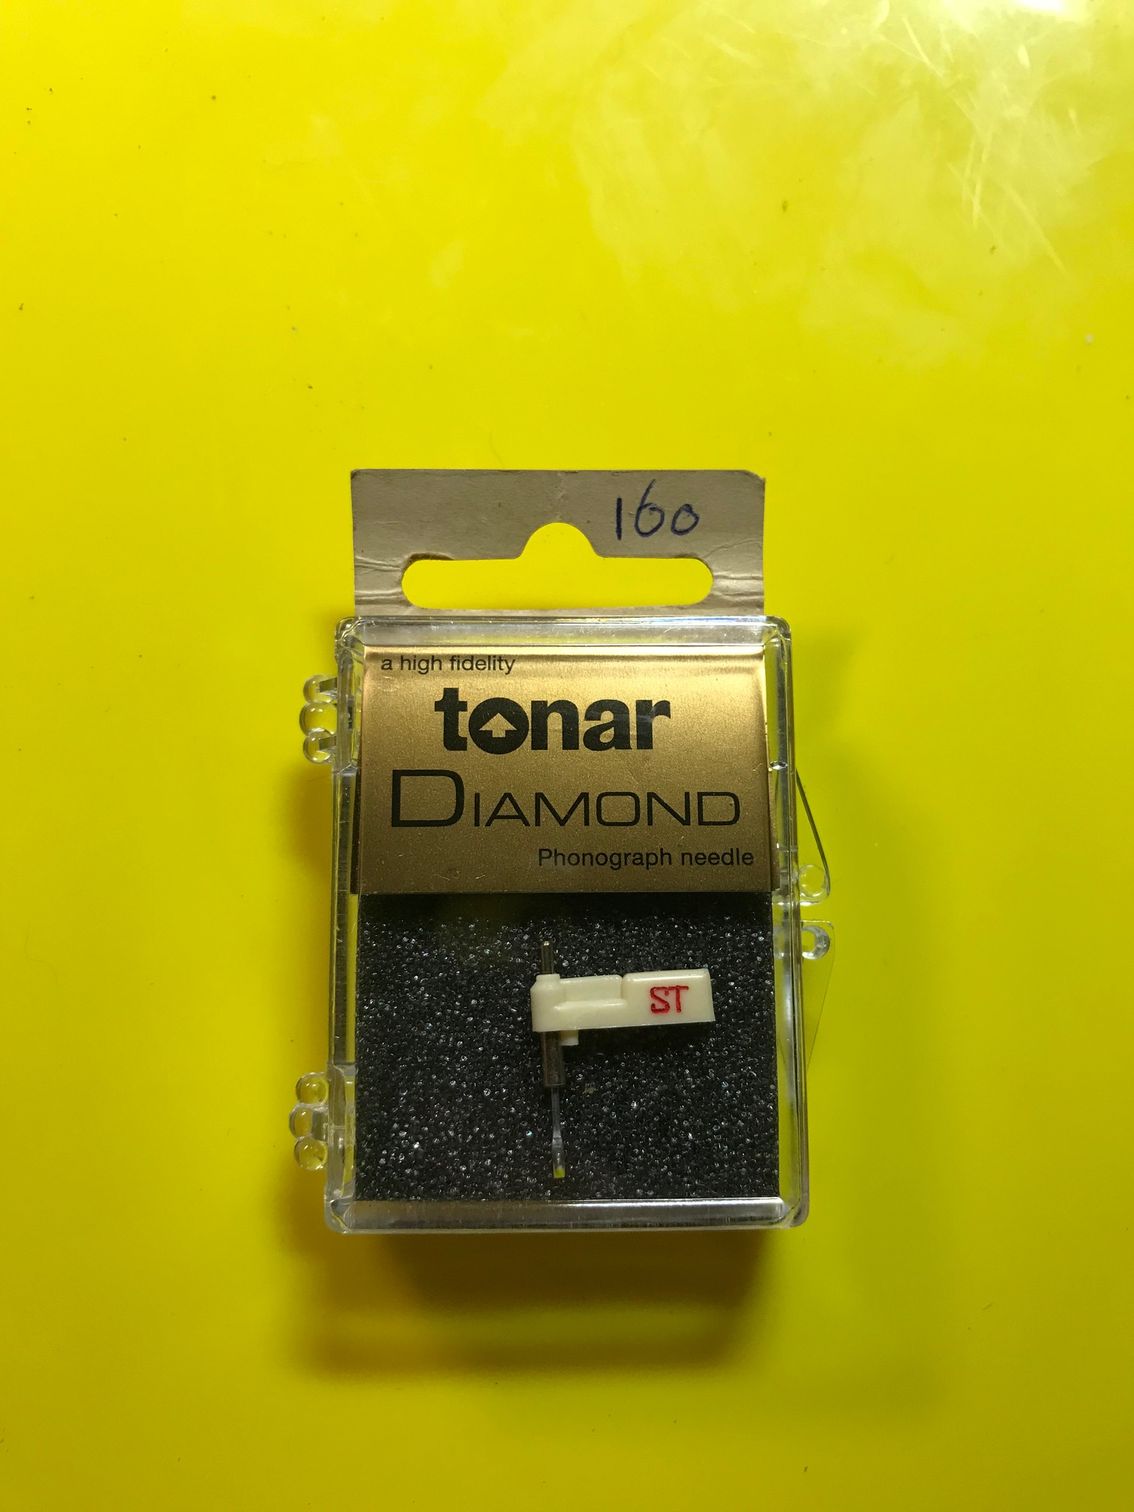 160
a high fidelity
tonar
DIAMOND
Phonograph needle
ST